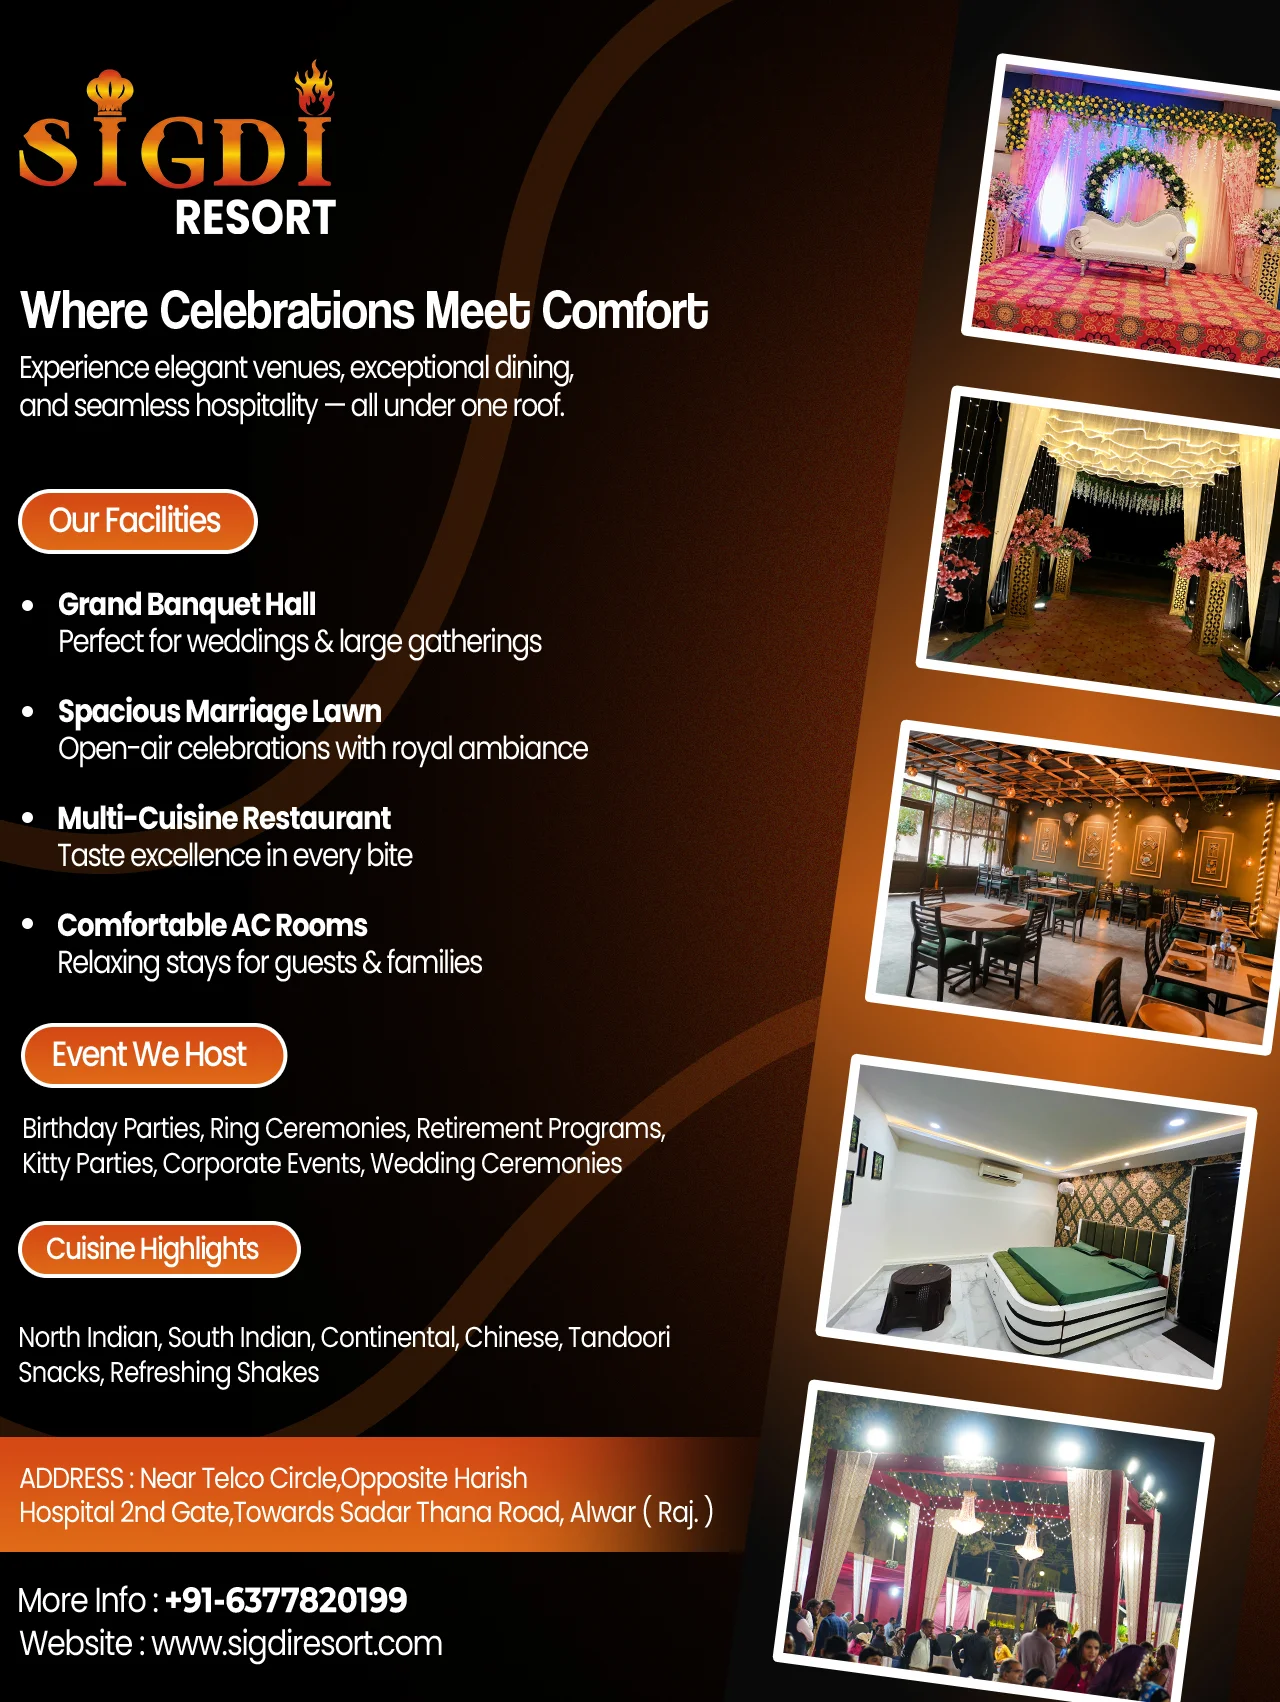 SIGDI
RESORT
Where Celebrations Meet Comfort
Experience elegant venues, exceptional dining,
and seamless hospitality — all under one roof.
Our Facilities
• Grand Banquet Hall
Perfect for weddings & large gatherings
• Spacious Marriage Lawn
Open-air celebrations with royal ambiance
• Multi-Cuisine Restaurant
Taste excellence in every bite
• Comfortable AC Rooms
Relaxing stays for guests & families
Event We Host
Birthday Parties, Ring Ceremonies, Retirement Programs,
Kitty Parties, Corporate Events, Wedding Ceremonies
Cuisine Highlights
North Indian, South Indian, Continental, Chinese, Tandoori
Snacks, Refreshing Shakes
ADDRESS : Near Telco Circle,Opposite Harish
Hospital 2nd Gate,Towards Sadar Thana Road, Alwar ( Raj. )
More Info : +91-6377820199
Website : www.sigdiresort.com